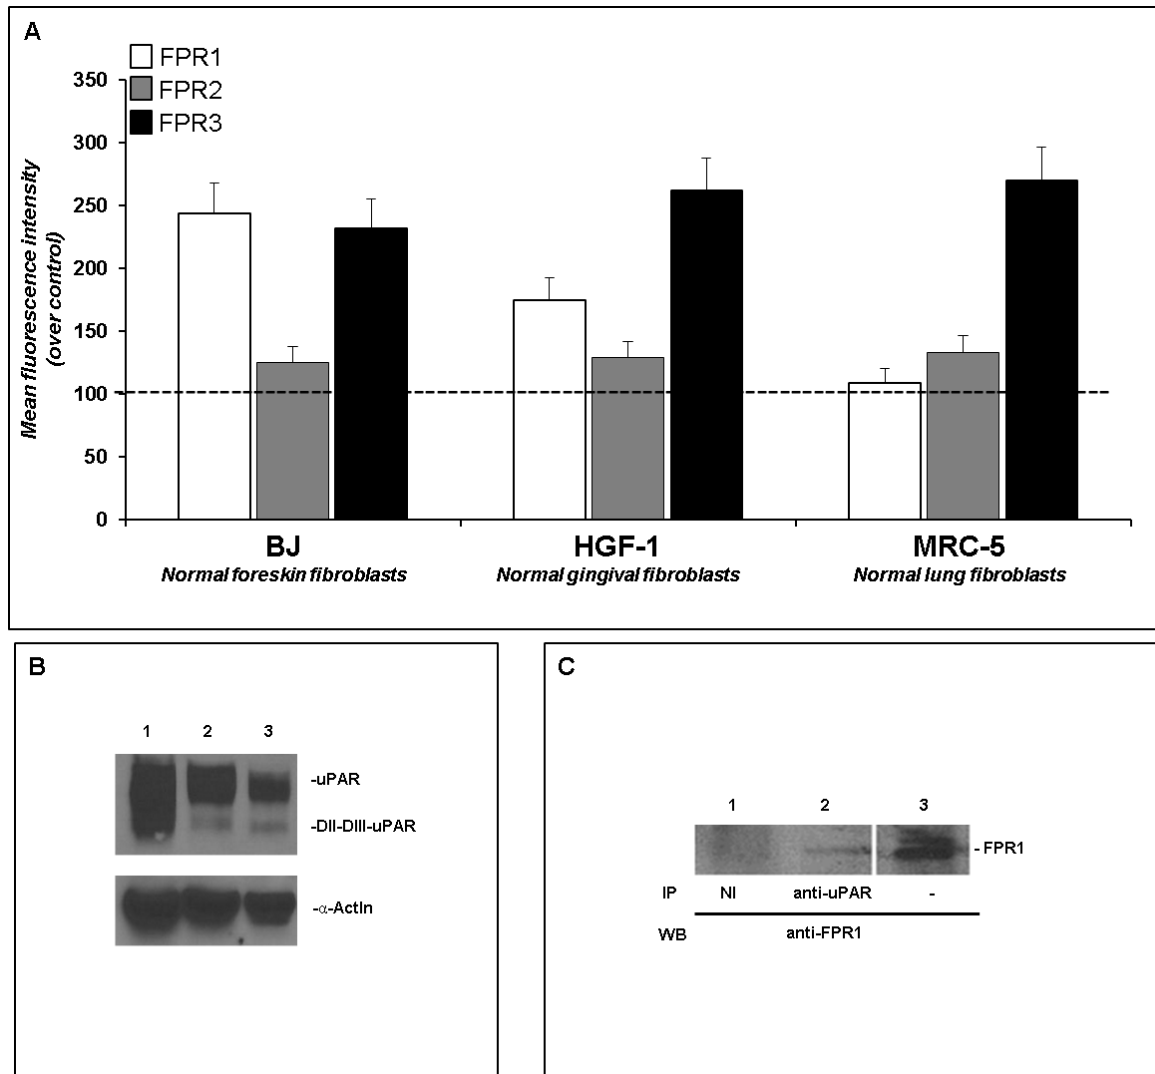 A
FPR1
FPR2
FPR3
350
300
250
200
150
100
50
0
Mean fluorescence intensity
(over control)
BJ HGF-1 MRC-5
Normal foreskin fibroblasts Normal gingival fibroblasts Normal lung fibroblasts
B
1 2 3
-uPAR
-DII-DIII-uPAR
-α-Actin
C
1 2 3
- FPR1
IP NI anti-uPAR -
WB anti-FPR1